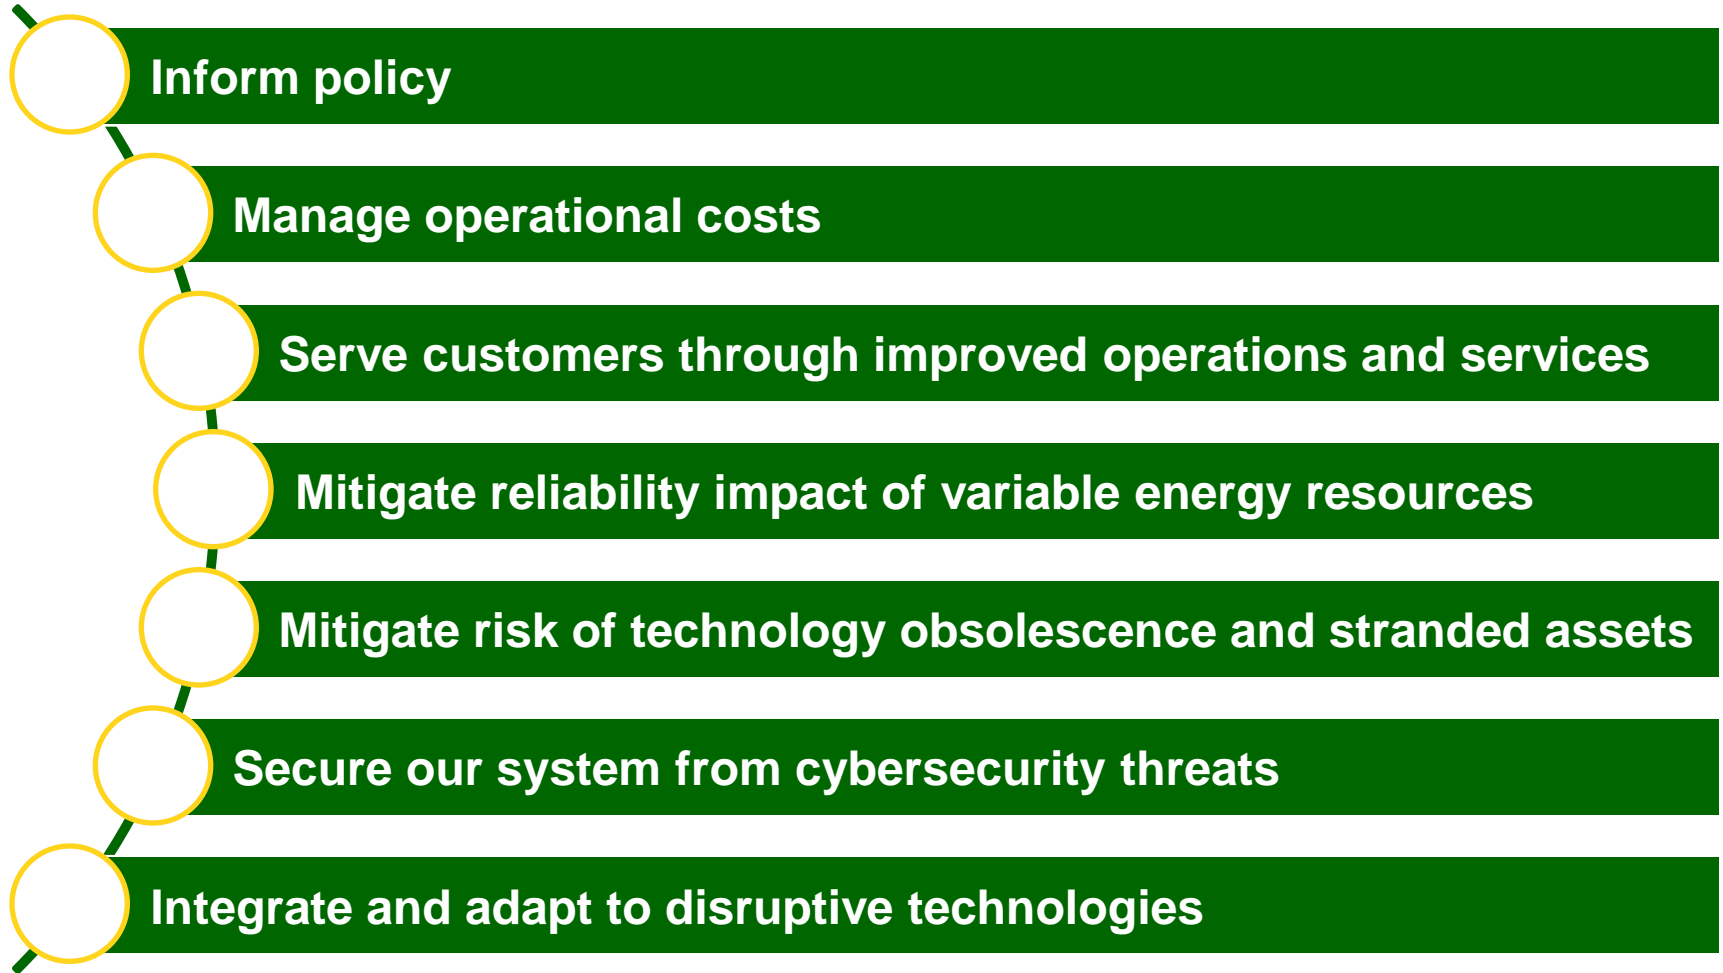 Inform policy
Manage operational costs
Serve customers through improved operations and services
Mitigate reliability impact of variable energy resources
Mitigate risk of technology obsolescence and stranded assets
Secure our system from cybersecurity threats
Integrate and adapt to disruptive technologies